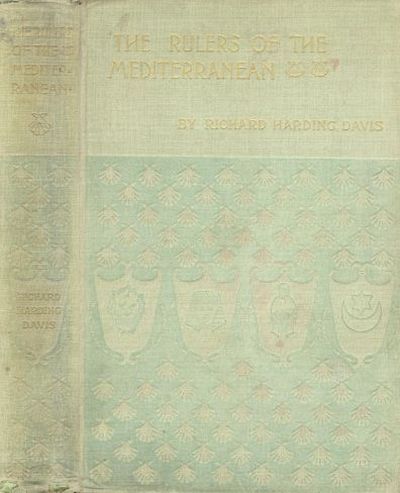 THE RULERS
OF THE
MEDITER-
RANEAN
RICHARD
HARDING
DAVIS
THE RULERS OF THE
MEDITERRANEAN
BY RICHARD HARDING DAVIS